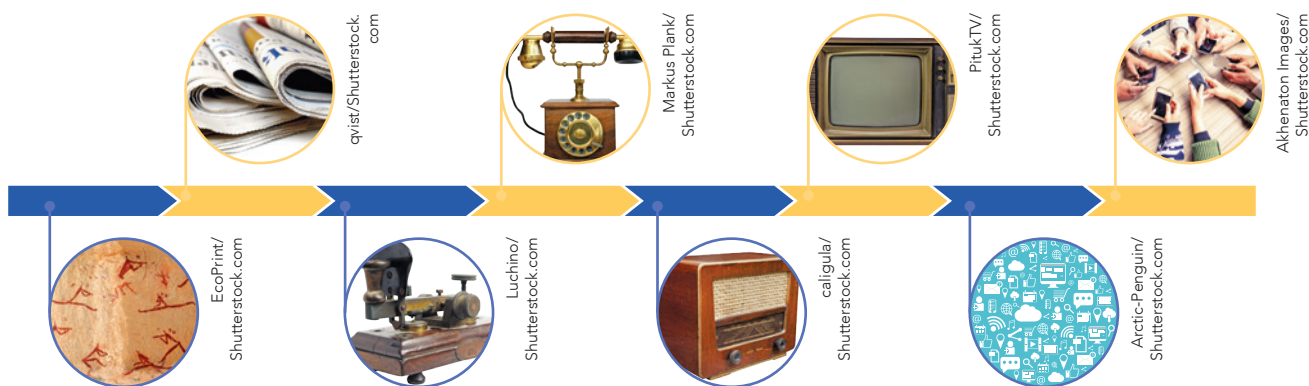 qvist/Shutterstock.
com
Markus Plank/
Shutterstock.com
PitukTV/
Shutterstock.com
Akhenaton Images/
Shutterstock.com
EcoPrint/
Shutterstock.com
Luchino/
Shutterstock.com
caligula/
Shutterstock.com
Arctic-Penguin/
Shutterstock.com